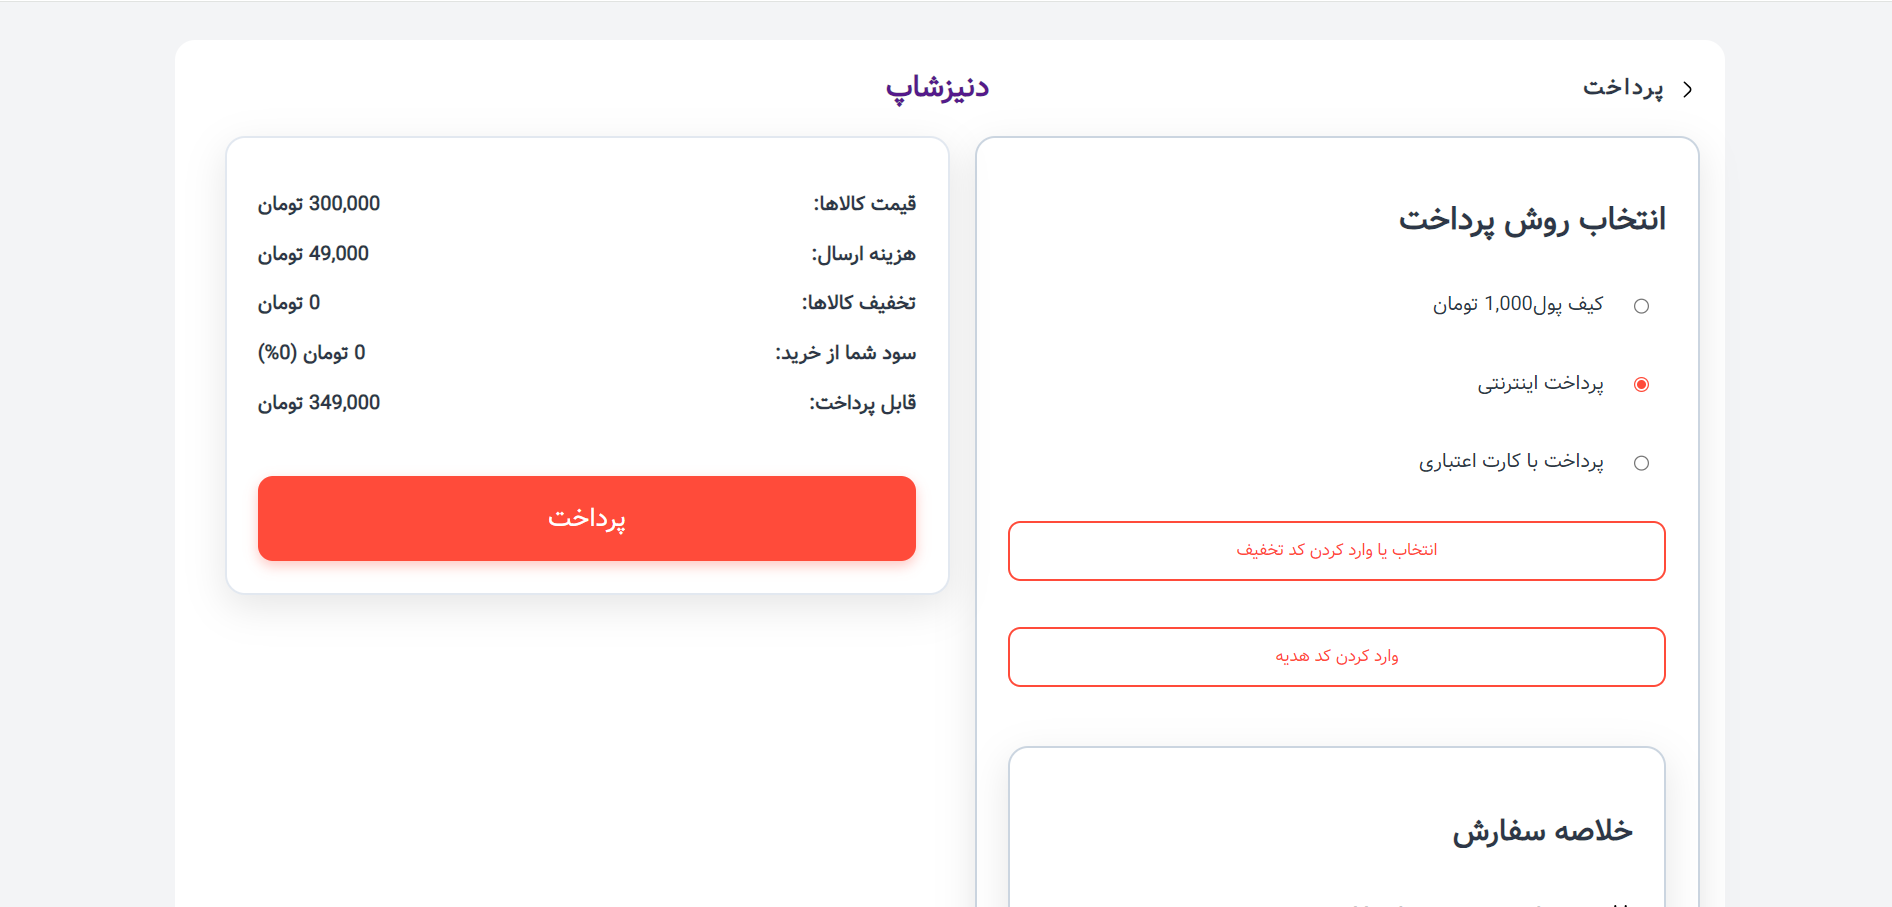 پرداخت
دنیزشاپ
انتخاب روش پرداخت
کیف پول1,000 تومان
پرداخت اینترنتی
پرداخت با کارت اعتباری
انتخاب یا وارد کردن کد تخفیف
وارد کردن کد هدیه
خلاصه سفارش
قیمت کالاها: 300,000 تومان
هزینه ارسال: 49,000 تومان
تخفیف کالاها: 0 تومان
سود شما از خرید: 0 تومان (0%)
قابل پرداخت: 349,000 تومان
پرداخت